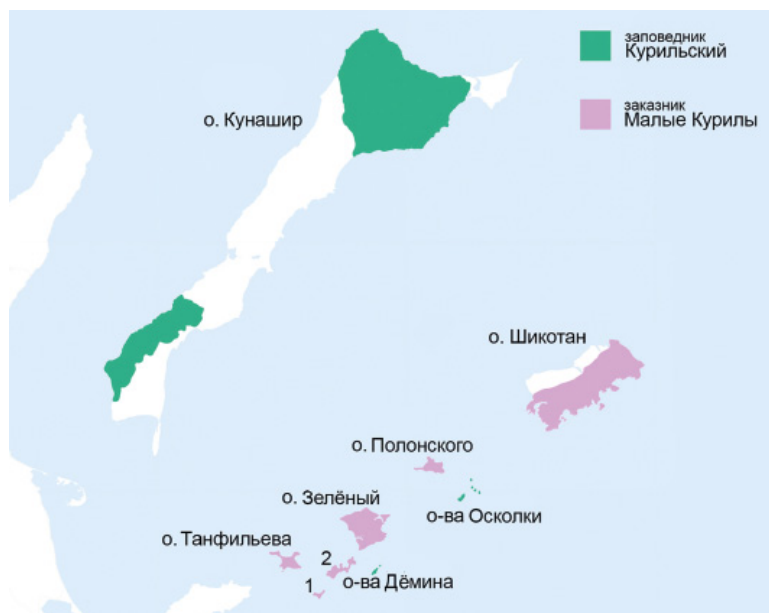 заповедник
Курильский
заказник
Малые Курилы
о. Кунашир
о. Шикотан
о. Полонского
о. Зелёный
о-ва Осколки
о. Танфильева
2
о-ва Дёмина
1